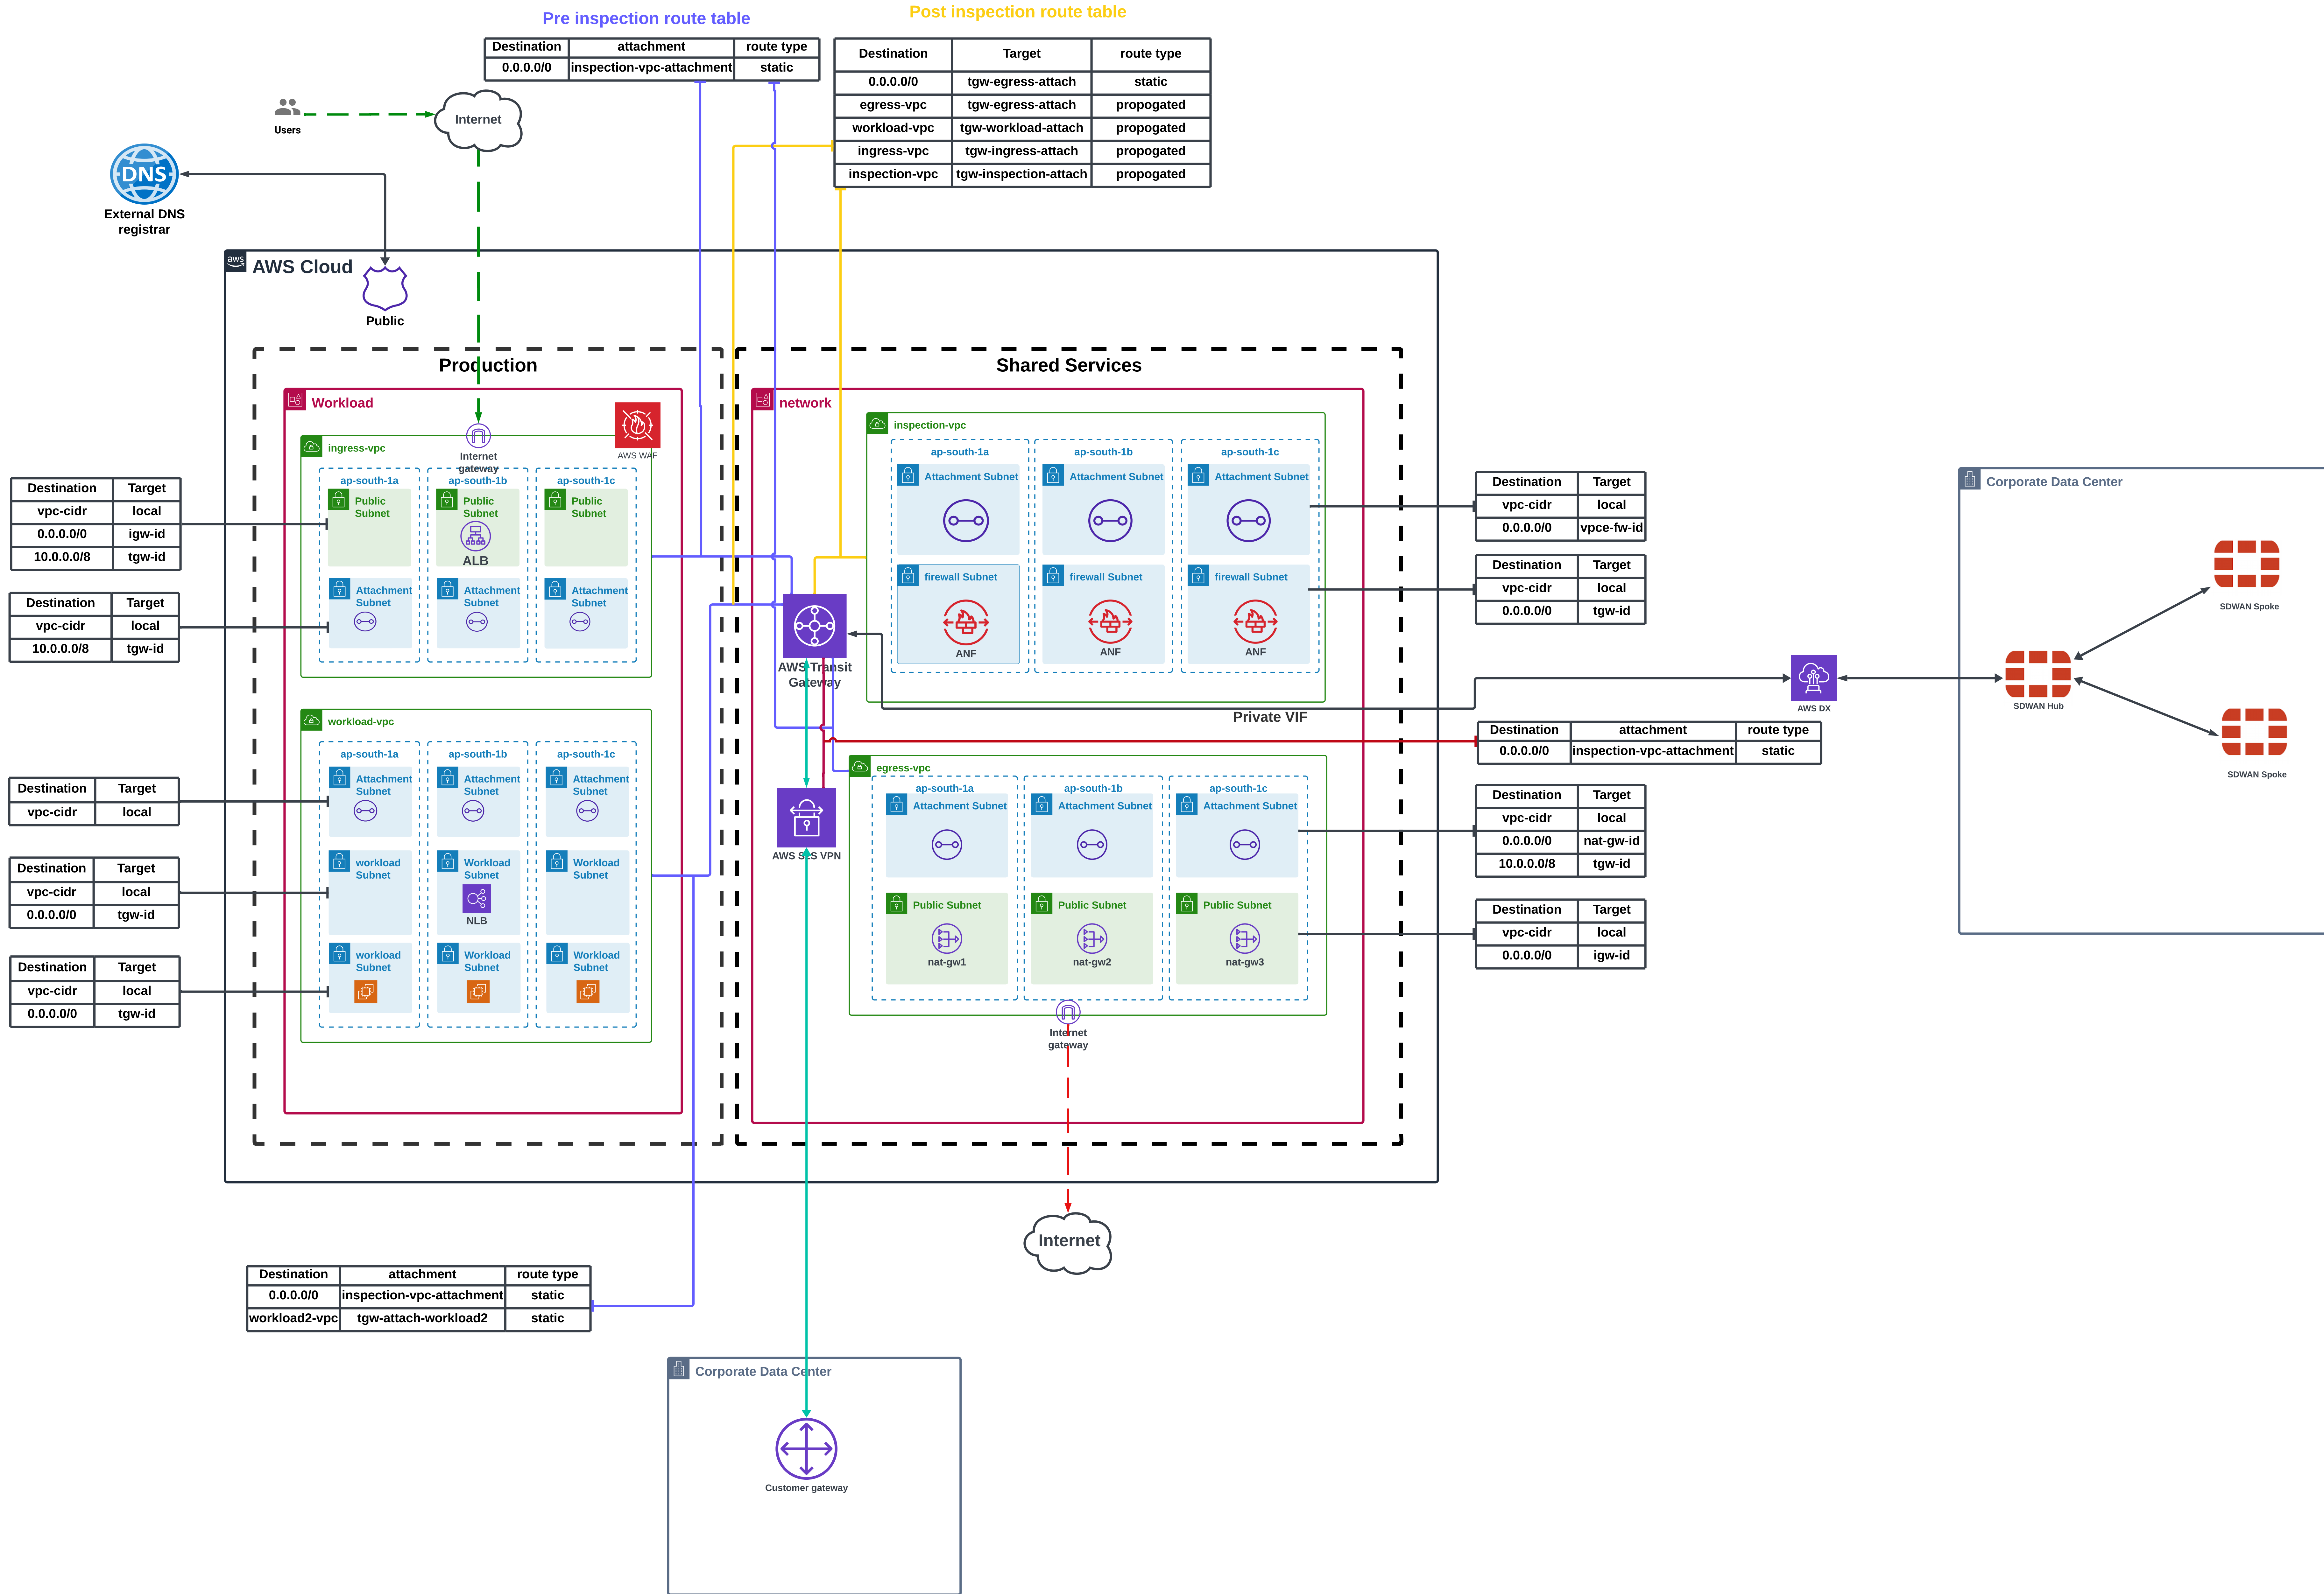 Pre inspection route table
Destination attachment route type
0.0.0.0/0 inspection-vpc-attachment static
Post inspection route table
Destination Target route type
0.0.0.0/0 tgw-egress-attach static
egress-vpc tgw-egress-attach propogated
workload-vpc tgw-workload-attach propogated
ingress-vpc tgw-ingress-attach propogated
inspection-vpc tgw-inspection-attach propogated
Users
Internet
DNS
External DNS
registrar
aws
AWS Cloud
Public
Production
Workload
AWS WAF
ingress-vpc
Internet
gateway
ap-south-1a
ap-south-1b
ap-south-1c
Public
Subnet
Public
Subnet
Public
Subnet
ALB
Attachment
Subnet
Attachment
Subnet
Attachment
Subnet
Destination Target
vpc-cidr local
0.0.0.0/0 igw-id
10.0.0.0/8 tgw-id
Destination Target
vpc-cidr local
10.0.0.0/8 tgw-id
workload-vpc
ap-south-1a
ap-south-1b
ap-south-1c
Attachment
Subnet
Attachment
Subnet
Attachment
Subnet
workload
Subnet
Workload
Subnet
Workload
Subnet
NLB
workload
Subnet
Workload
Subnet
Workload
Subnet
Destination Target
vpc-cidr local
Destination Target
vpc-cidr local
0.0.0.0/0 tgw-id
Destination Target
vpc-cidr local
0.0.0.0/0 tgw-id
Shared Services
network
inspection-vpc
ap-south-1a
ap-south-1b
ap-south-1c
Attachment Subnet
Attachment Subnet
Attachment Subnet
firewall Subnet
firewall Subnet
firewall Subnet
ANF
ANF
ANF
AWS Transit
Gateway
Private VIF
AWS S2S VPN
egress-vpc
ap-south-1a
ap-south-1b
ap-south-1c
Attachment Subnet
Attachment Subnet
Attachment Subnet
Public Subnet
Public Subnet
Public Subnet
nat-gw1
nat-gw2
nat-gw3
Internet
gateway
Internet
Destination Target
vpc-cidr local
0.0.0.0/0 vpce-fw-id
Destination Target
vpc-cidr local
0.0.0.0/0 tgw-id
Destination attachment route type
0.0.0.0/0 inspection-vpc-attachment static
Destination Target
vpc-cidr local
0.0.0.0/0 nat-gw-id
10.0.0.0/8 tgw-id
Destination Target
vpc-cidr local
0.0.0.0/0 igw-id
AWS DX
Corporate Data Center
SDWAN Spoke
SDWAN Hub
SDWAN Spoke
Destination attachment route type
0.0.0.0/0 inspection-vpc-attachment static
workload2-vpc tgw-attach-workload2 static
Corporate Data Center
Customer gateway